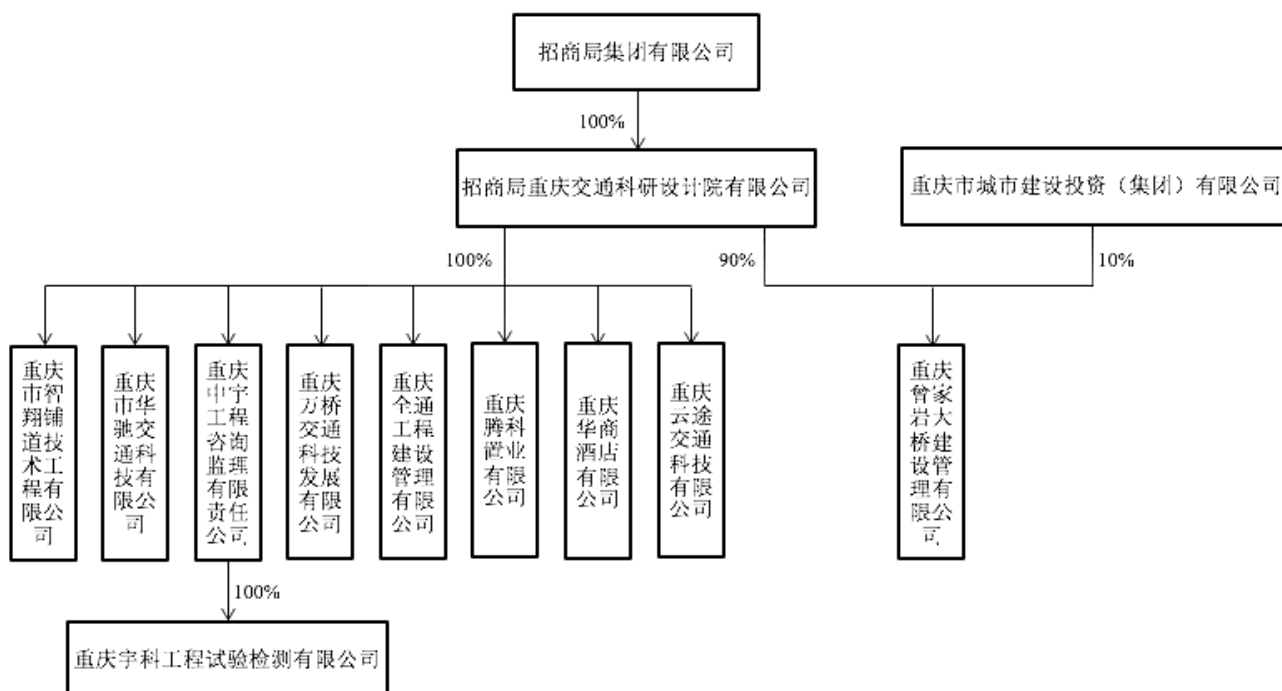 招商局集团有限公司
100%
招商局重庆交通科研设计院有限公司
重庆市城市建设投资（集团）有限公司
100%
90%
10%
重庆市智翔铺道技术工程有限公司
重庆市华驰交通科技有限公司
重庆中宇工程咨询监理有限责任公司
重庆万桥交通科技发展有限公司
重庆全通工程建设管理有限公司
重庆腾科置业有限公司
重庆华商酒店有限公司
重庆云途交通科技有限公司
重庆曾家岩大桥建设管理有限公司
100%
重庆宇科工程试验检测有限公司